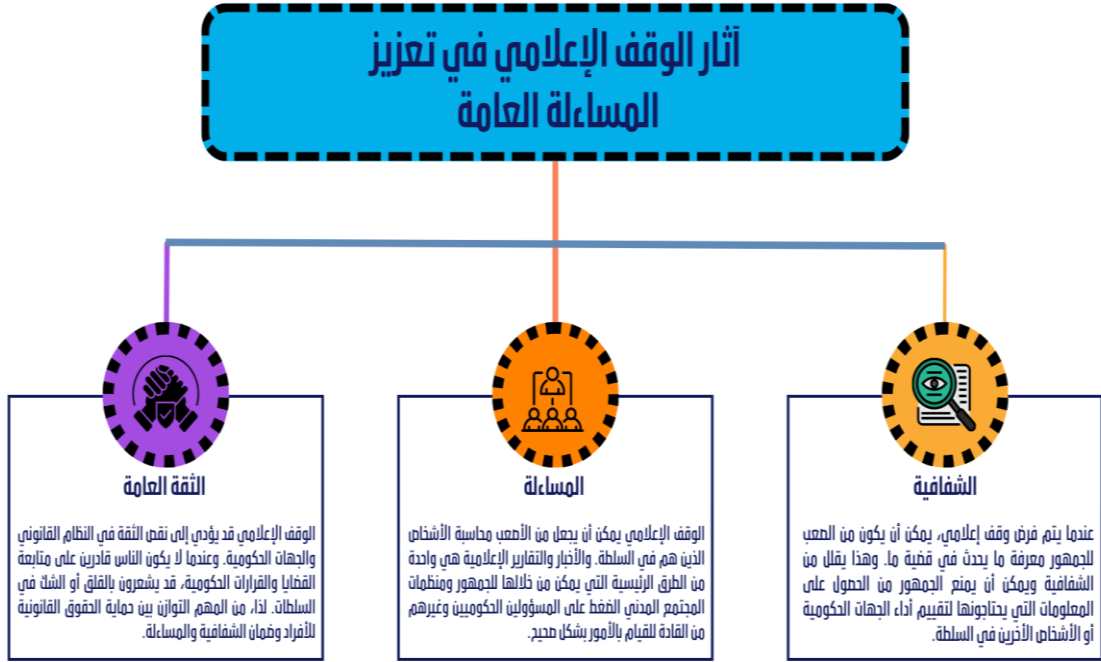 آثار الوقف الإعلامي في تعزيز
المساءلة العامة
الشفافية
عندما يتم فرض وقف إعلامي، يمكن أن يكون من الصعب
للجمهور معرفة ما يحدث في قضية ما. وهذا يقلل من
الشفافية ويمكن أن يمنع الجمهور من الحصول على
المعلومات التي يحتاجونها لتقييم أداء الجهات الحكومية
أو الأشخاص الأخرين في السلطة.
المساءلة
الوقف الإعلامي يمكن أن يجعل من الأصعب محاسبة الأشخاص
الذين هم في السلطة. والأخبار والتقارير الإعلامية هي واحدة
من الطرق الرئيسية التي يمكن من خلالها للجمهور ومنظمات
المجتمع المدني الضغط على المسؤولين الحكوميين وغيرهم
من القادة للقيام بالأمور بشكل صحيح.
الثقة العامة
الوقف الإعلامي قد يؤدي إلى نقص الثقة في النظام القانوني
والجهات الحكومية. وعندما لا يكون الناس قادرين على متابعة
القضايا والقرارات الحكومية، قد يشعرون بالقلق أو الشك في
السلطات. لذا، من المهم التوازن بين حماية الحقوق القانونية
للأفراد وضمان الشفافية والمساءلة.